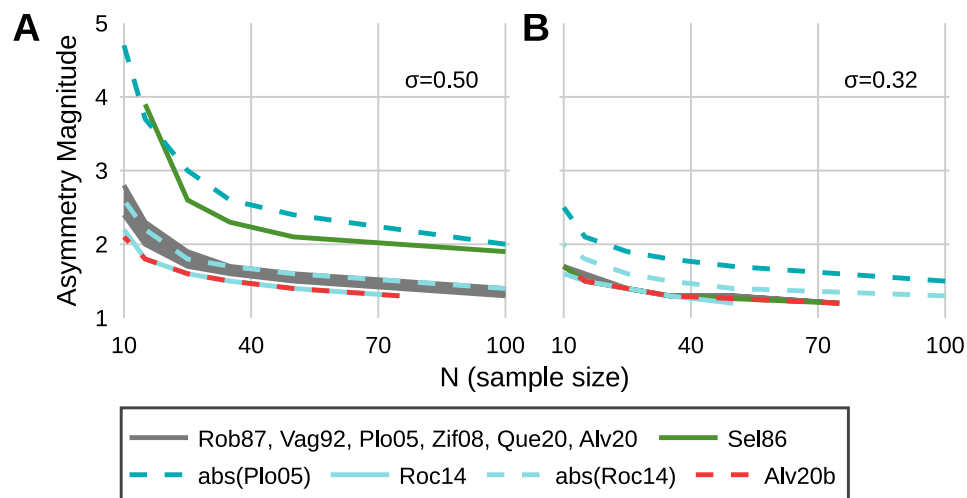 A
B
5
4
3
2
1
Asymmetry Magnitude
σ=0.50
σ=0.32
10 40 70 100
10 40 70 100
N (sample size)
Rob87, Vag92, Plo05, Zif08, Que20, Alv20 Sel86
abs(Plo05) Roc14 abs(Roc14) Alv20b